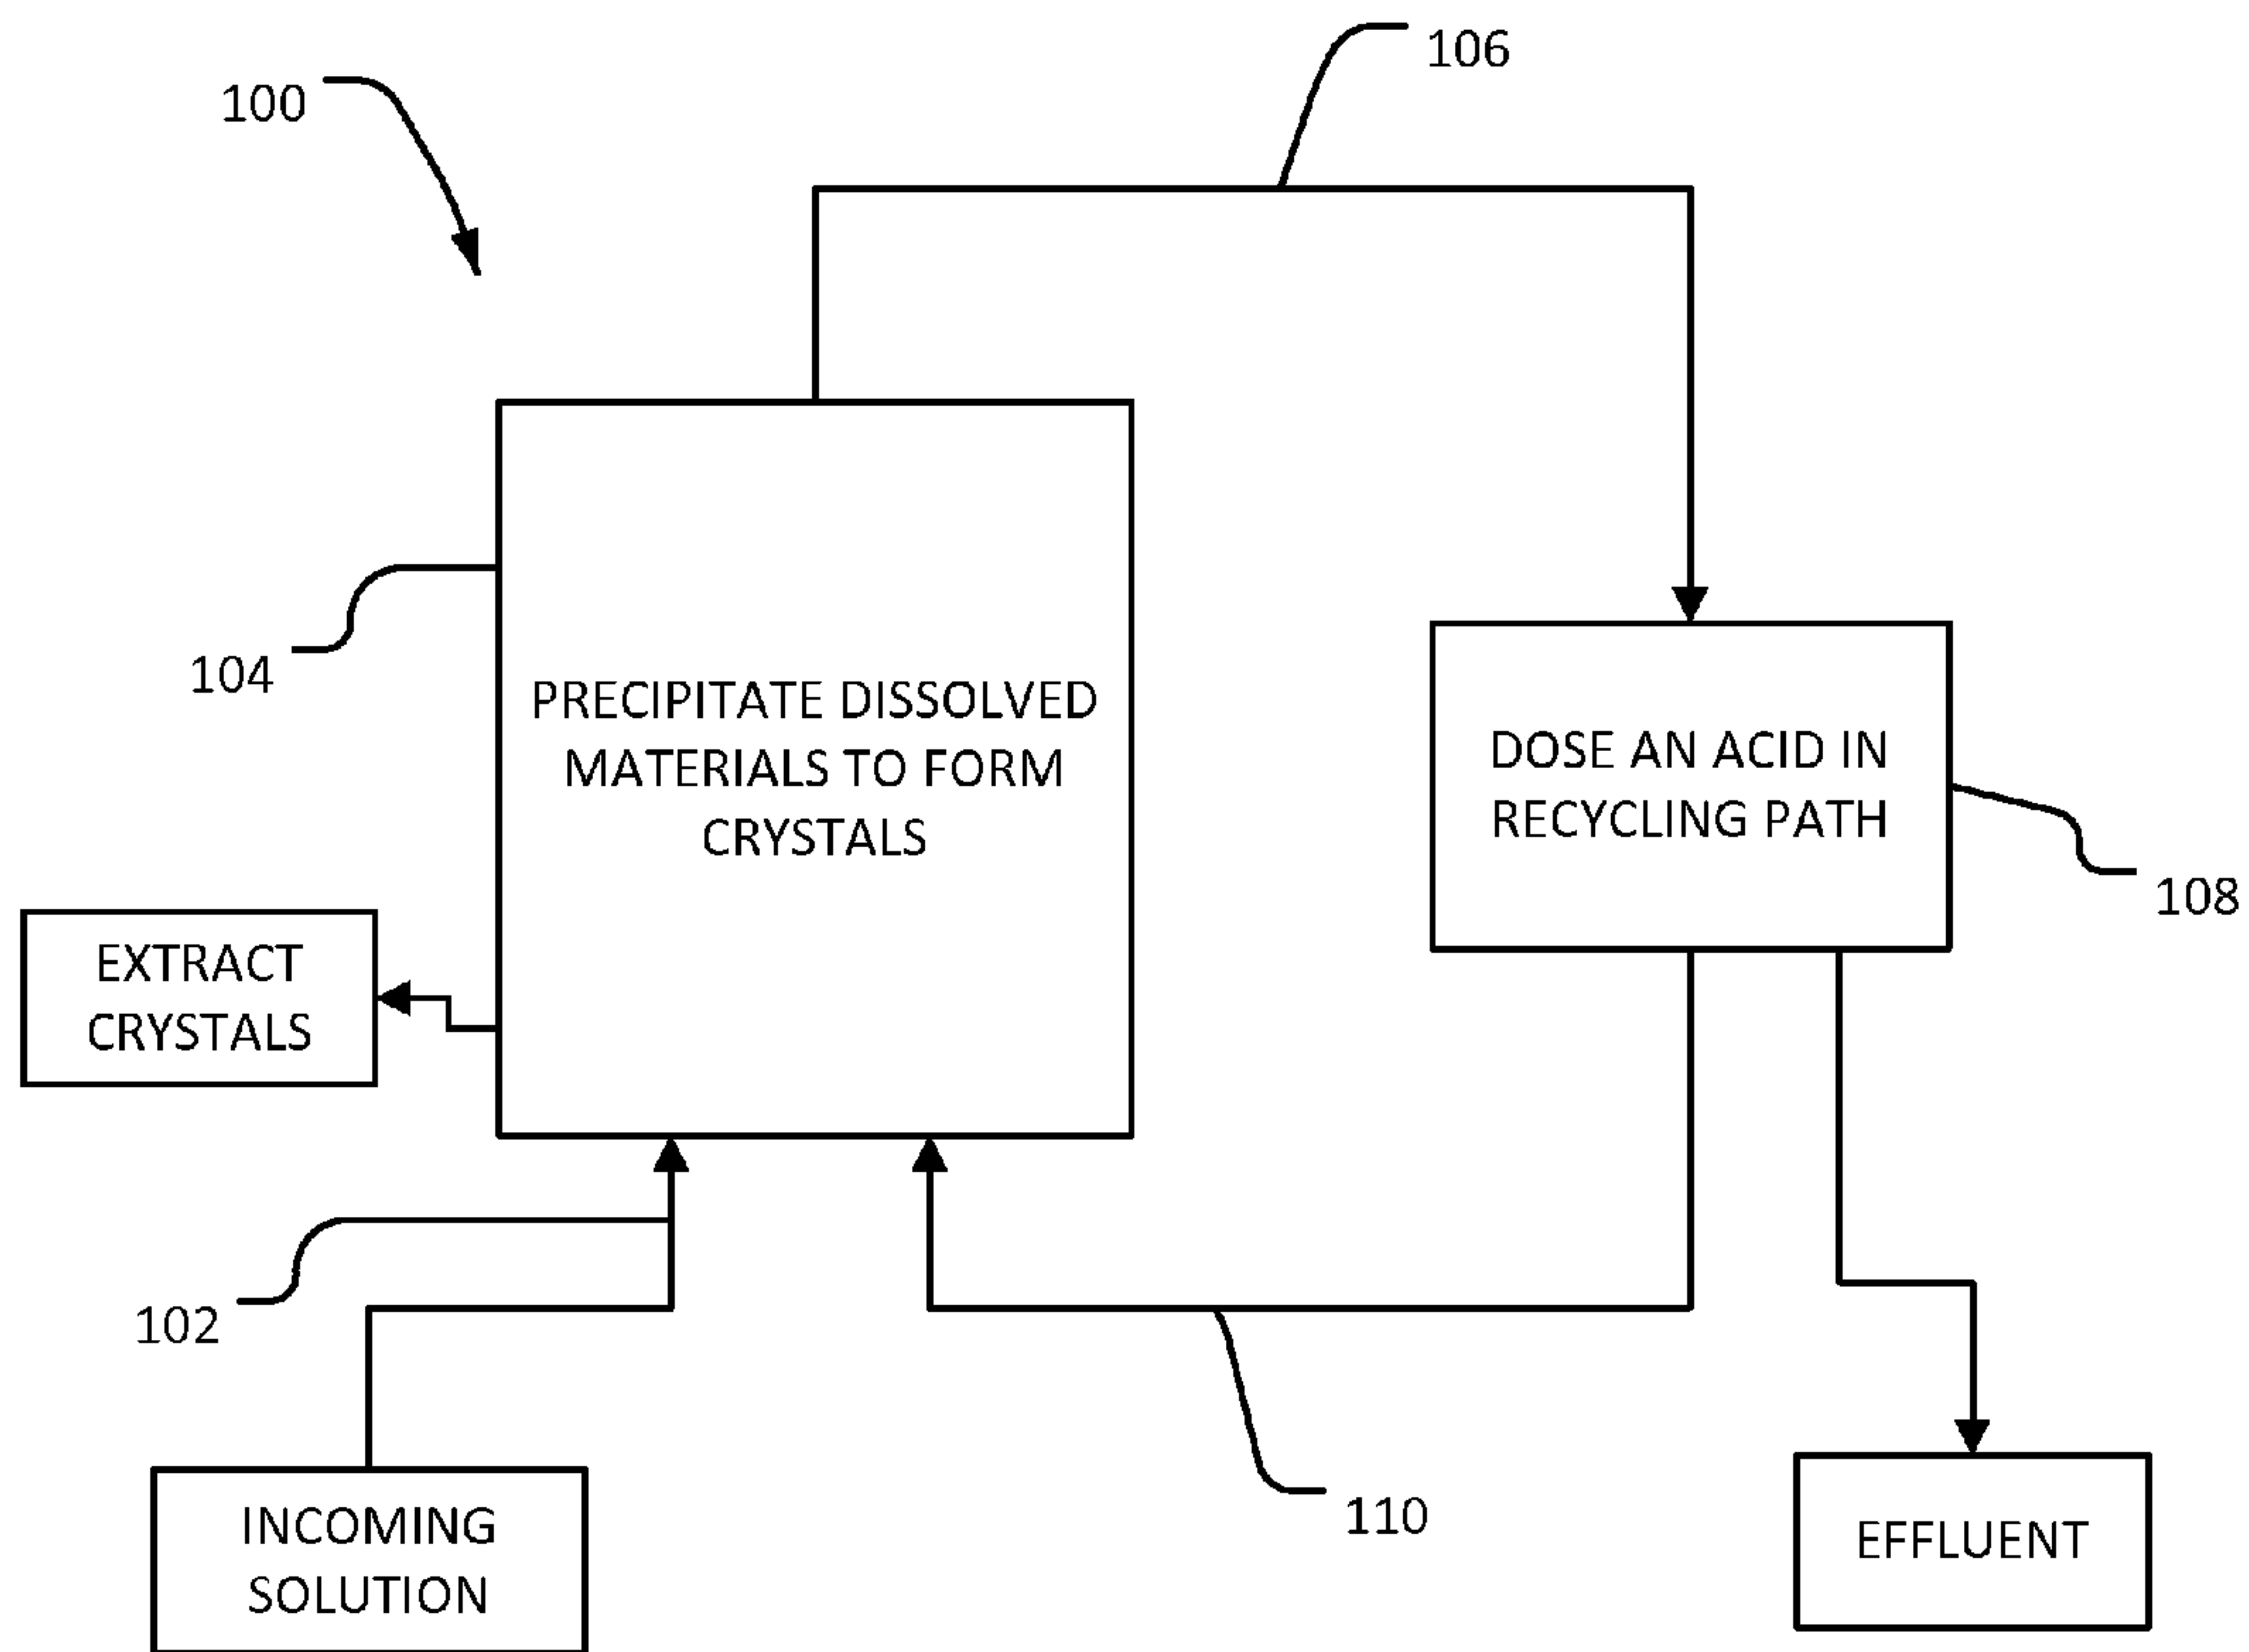 106
100
104
PRECIPITATE DISSOLVED
MATERIALS TO FORM
CRYSTALS
DOSE AN ACID IN
RECYCLING PATH
108
EXTRACT
CRYSTALS
102
110
INCOMING
SOLUTION
EFFLUENT